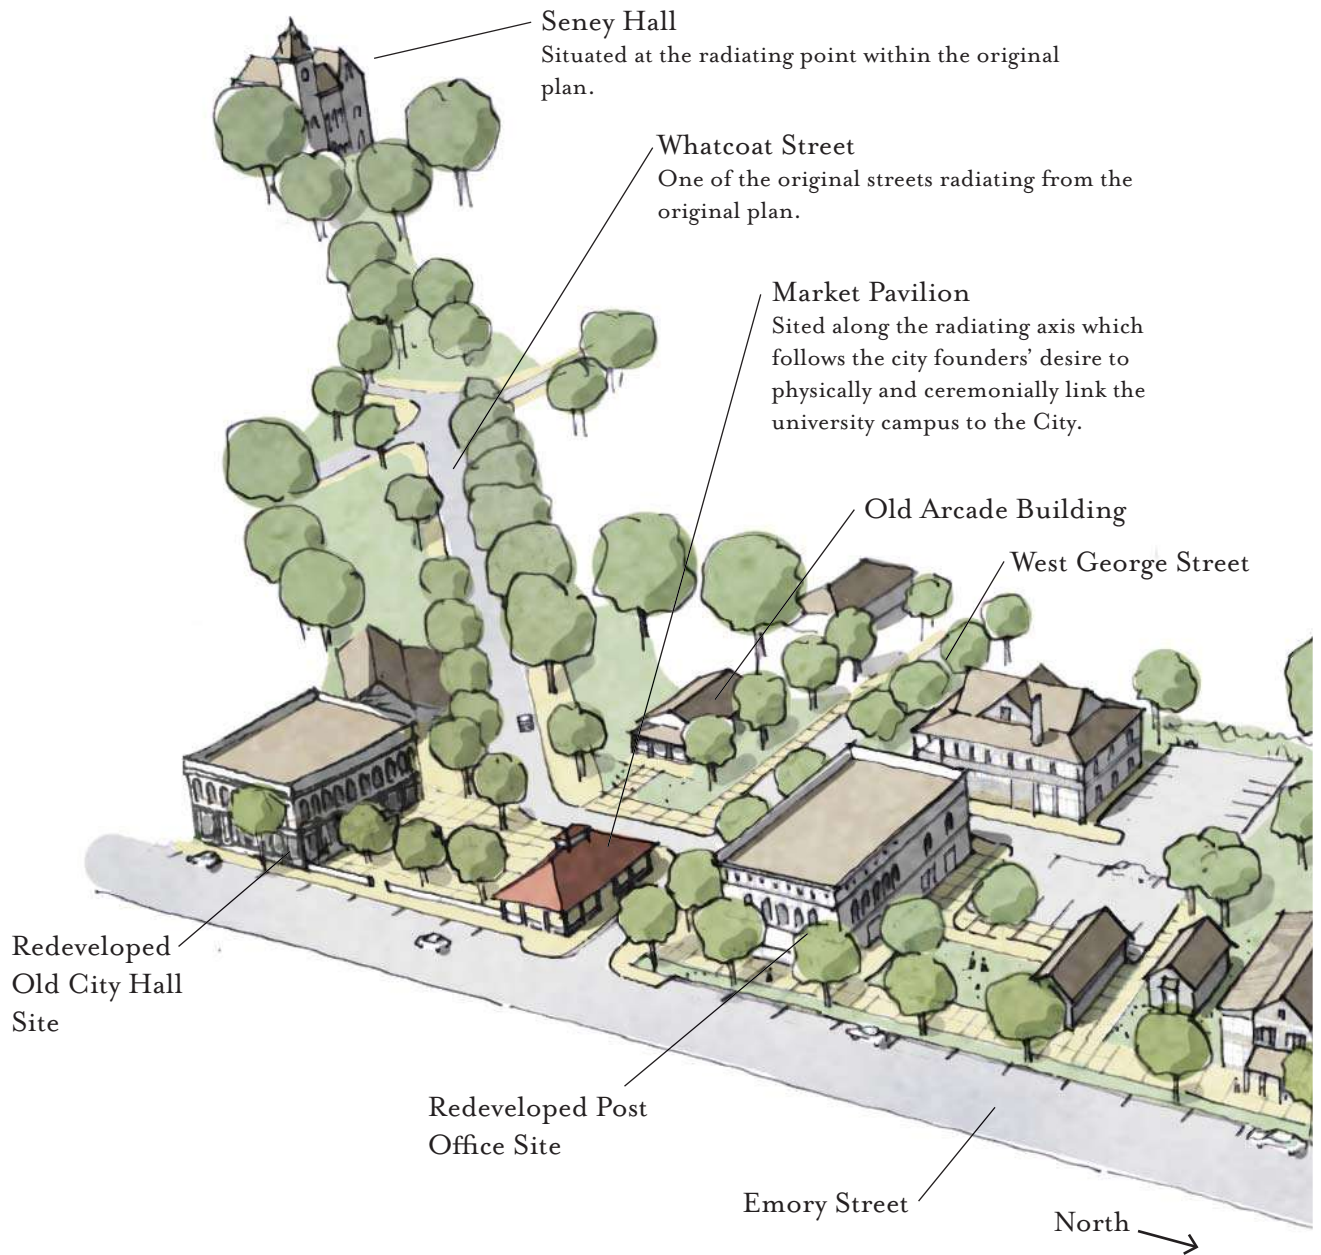 Seney Hall
Situated at the radiating point within the original
plan.
Whatcoat Street
One of the original streets radiating from the
original plan.
Market Pavilion
Sited along the radiating axis which
follows the city founders’ desire to
physically and ceremonially link the
university campus to the City.
Old Arcade Building
West George Street
Redeveloped
Old City Hall
Site
Redeveloped Post
Office Site
Emory Street
North